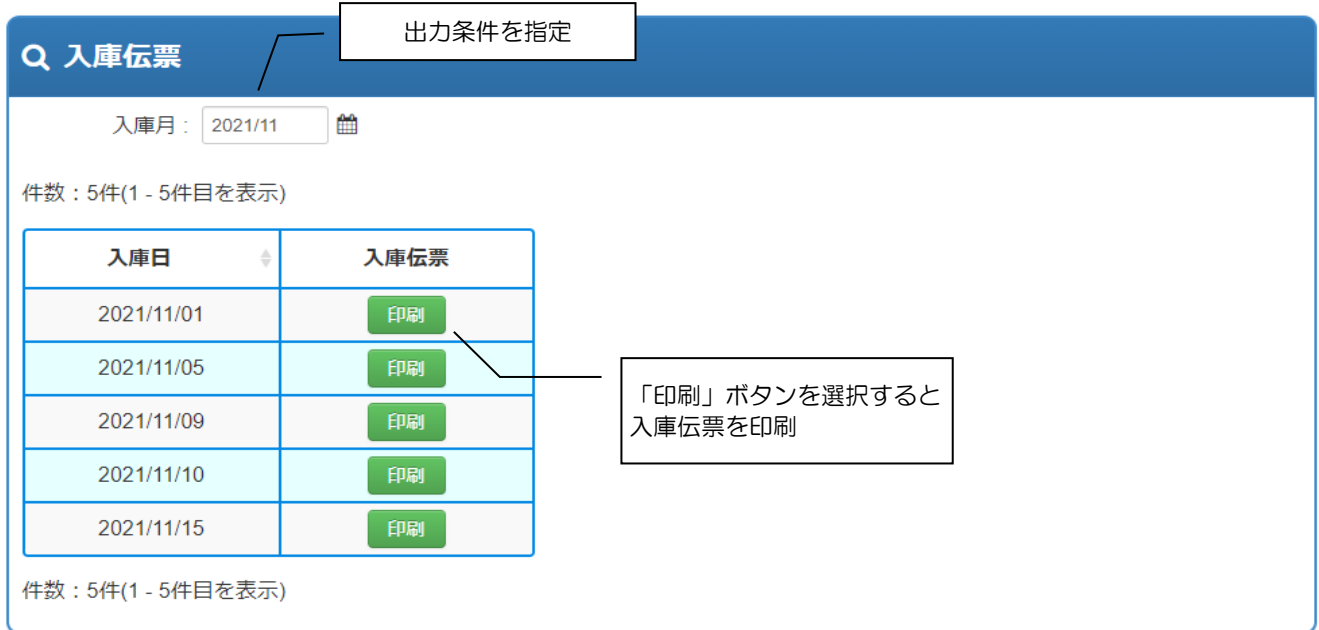 出力条件を指定
入庫伝票
入庫月： 2021/11
件数：5件(1 - 5件目を表示)
入庫日 入庫伝票
2021/11/01 印刷
2021/11/05 印刷
「印刷」ボタンを選択すると
入庫伝票を印刷
2021/11/09 印刷
2021/11/10 印刷
2021/11/15 印刷
件数：5件(1 - 5件目を表示)